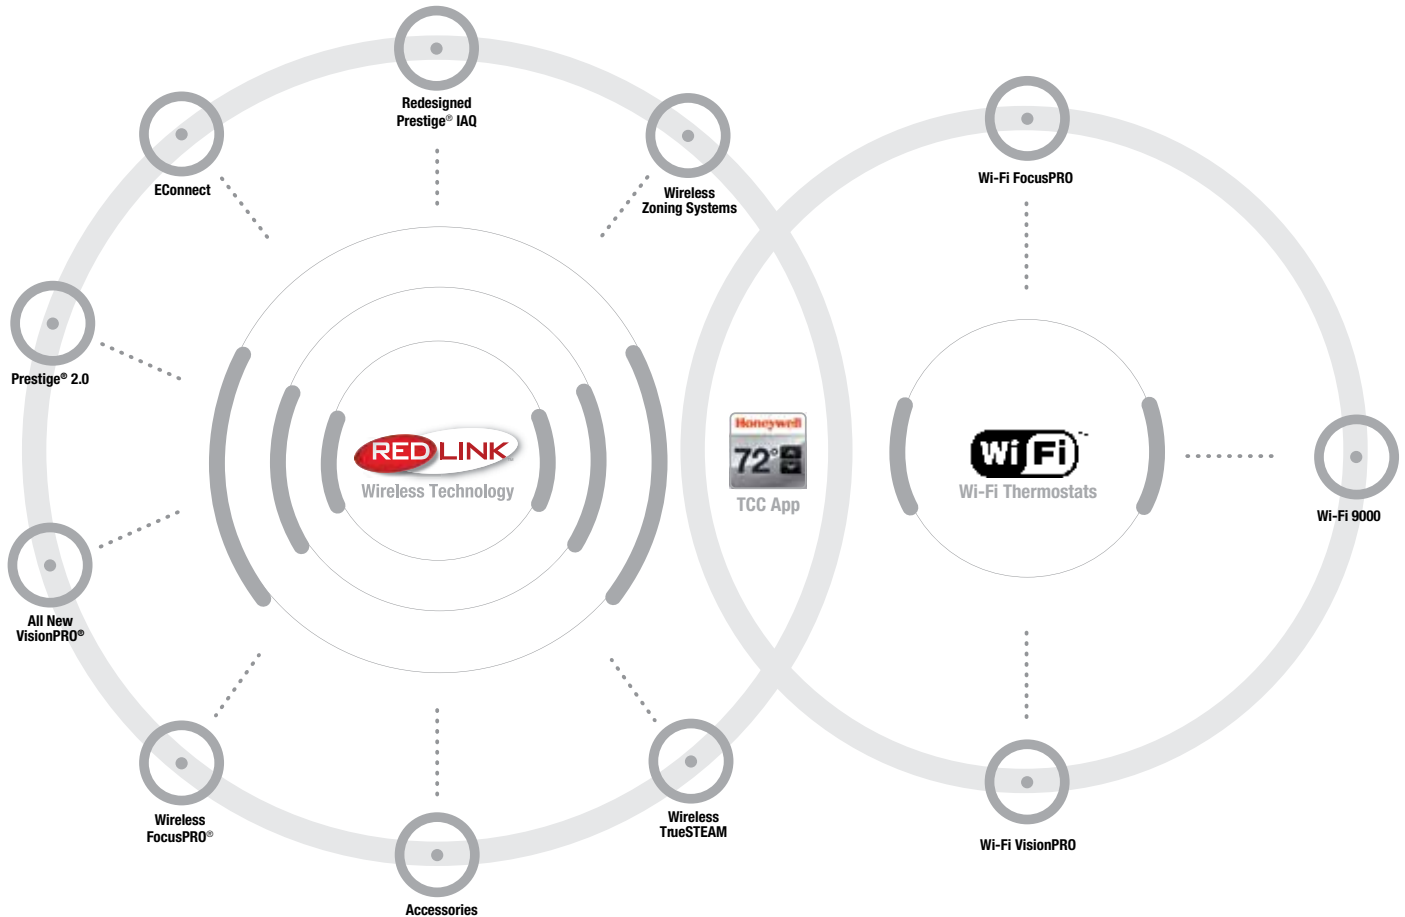 Redesigned
Prestige® IAQ
EConnect
Wireless
Zoning Systems
Prestige® 2.0
All New
VisionPRO®
Wireless
FocusPRO®
Accessories
Wireless
TrueSTEAM
REDLINK™
Wireless Technology
Honeywell
72°
TCC App
Wi-Fi FocusPRO
Wi Fi
Wi-Fi Thermostats
Wi-Fi 9000
Wi-Fi VisionPRO